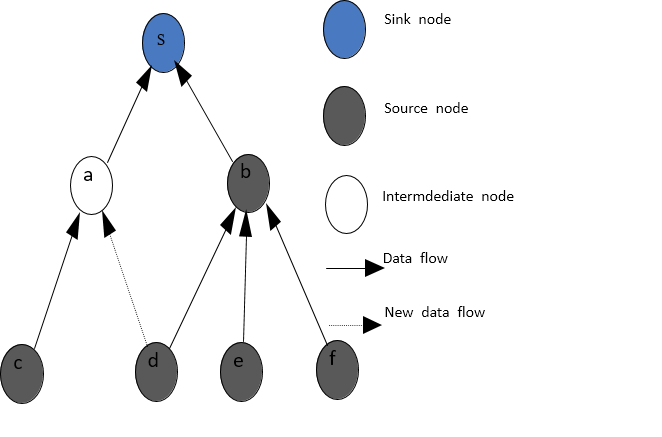 S
Sink node
Source node
a
b
Intermdediate node
Data flow
New data flow
c
d
e
f